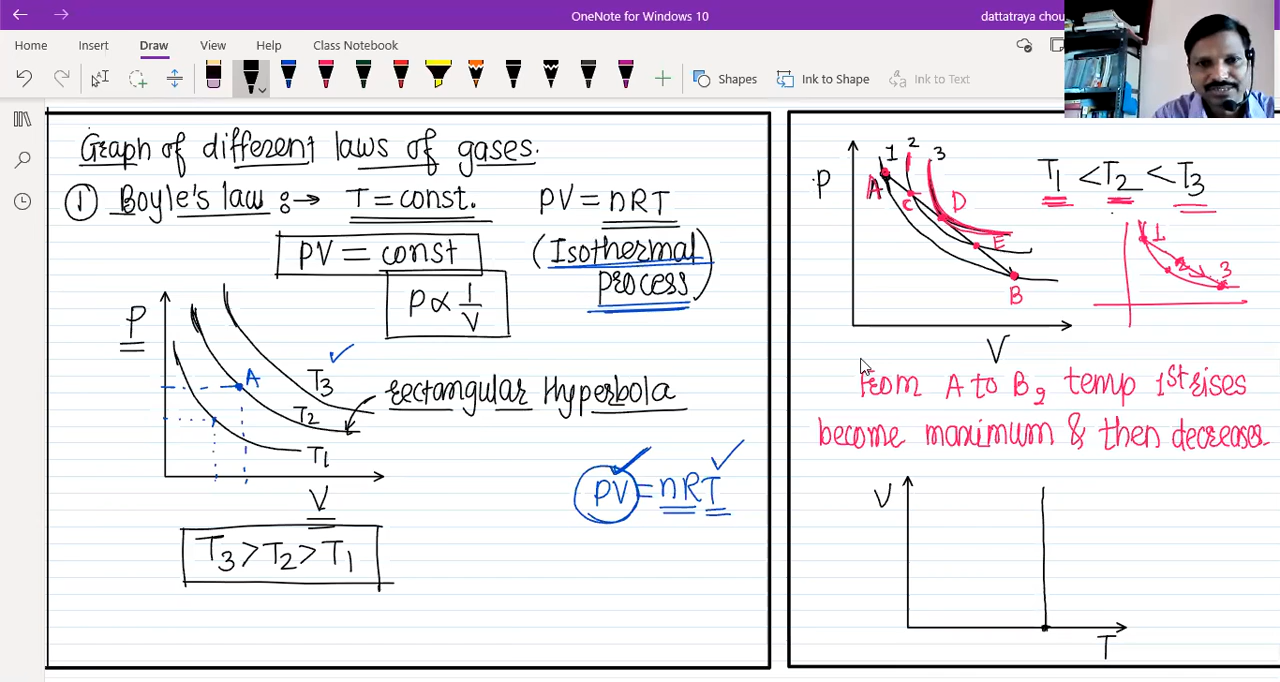 OneNote for Windows 10
dattatraya chou
Home Insert Draw View Help Class Notebook
Shapes Ink to Shape Ink to Text
Graph of different laws of gases.
① Boyle's law :→ T = const. PV = nRT
PV = const (Isothermal
process)
P ∝ 1/V
P
A
T3
T2
T1
V
rectangular Hyperbola
PV = nRT
T3 > T2 > T1
P
1 2 3
A
C
D
E
B
V
T1 < T2 < T3
1
2
3
From A to B, temp 1st rises
become maximum & then decreases
V
T